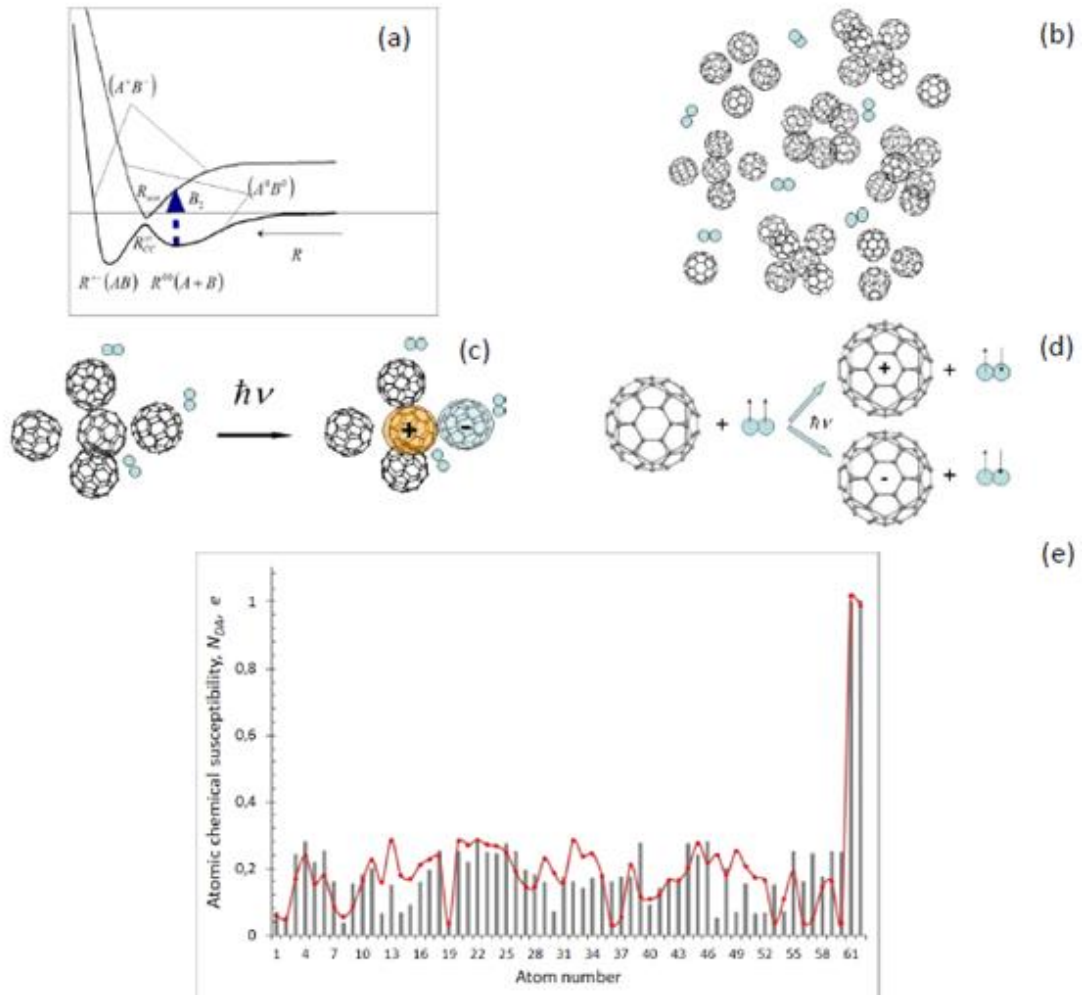 (a)
(A⁺B⁻)
R
B₂
(A⁰B⁰)
R
R⁺⁻(AB) R⁰⁰(A+B)
(b)
(c)
ħν
+
-
(d)
+
+
+
ħν
-
+
(e)
Atomic chemical susceptibility, N_DA, e
1
0,8
0,6
0,4
0,2
0
1 4 7 10 13 16 19 22 25 28 31 34 37 40 43 46 49 52 55 58 61
Atom number